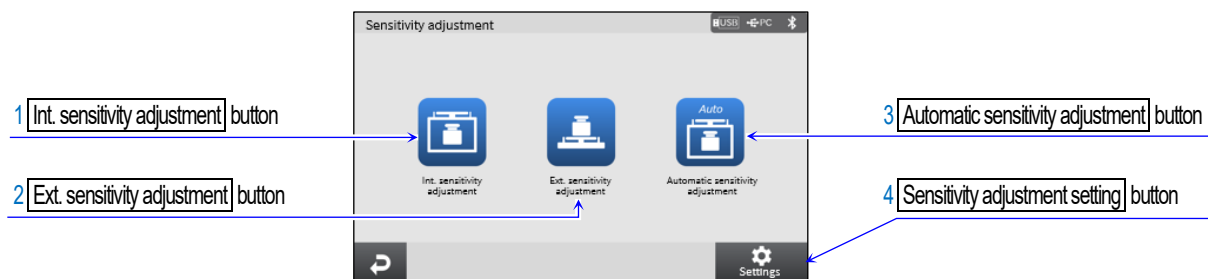 Sensitivity adjustment
USB PC
1 Int. sensitivity adjustment button
2 Ext. sensitivity adjustment button
Auto
Int. sensitivity
adjustment
Ext. sensitivity
adjustment
Automatic sensitivity
adjustment
3 Automatic sensitivity adjustment button
4 Sensitivity adjustment setting button
Settings